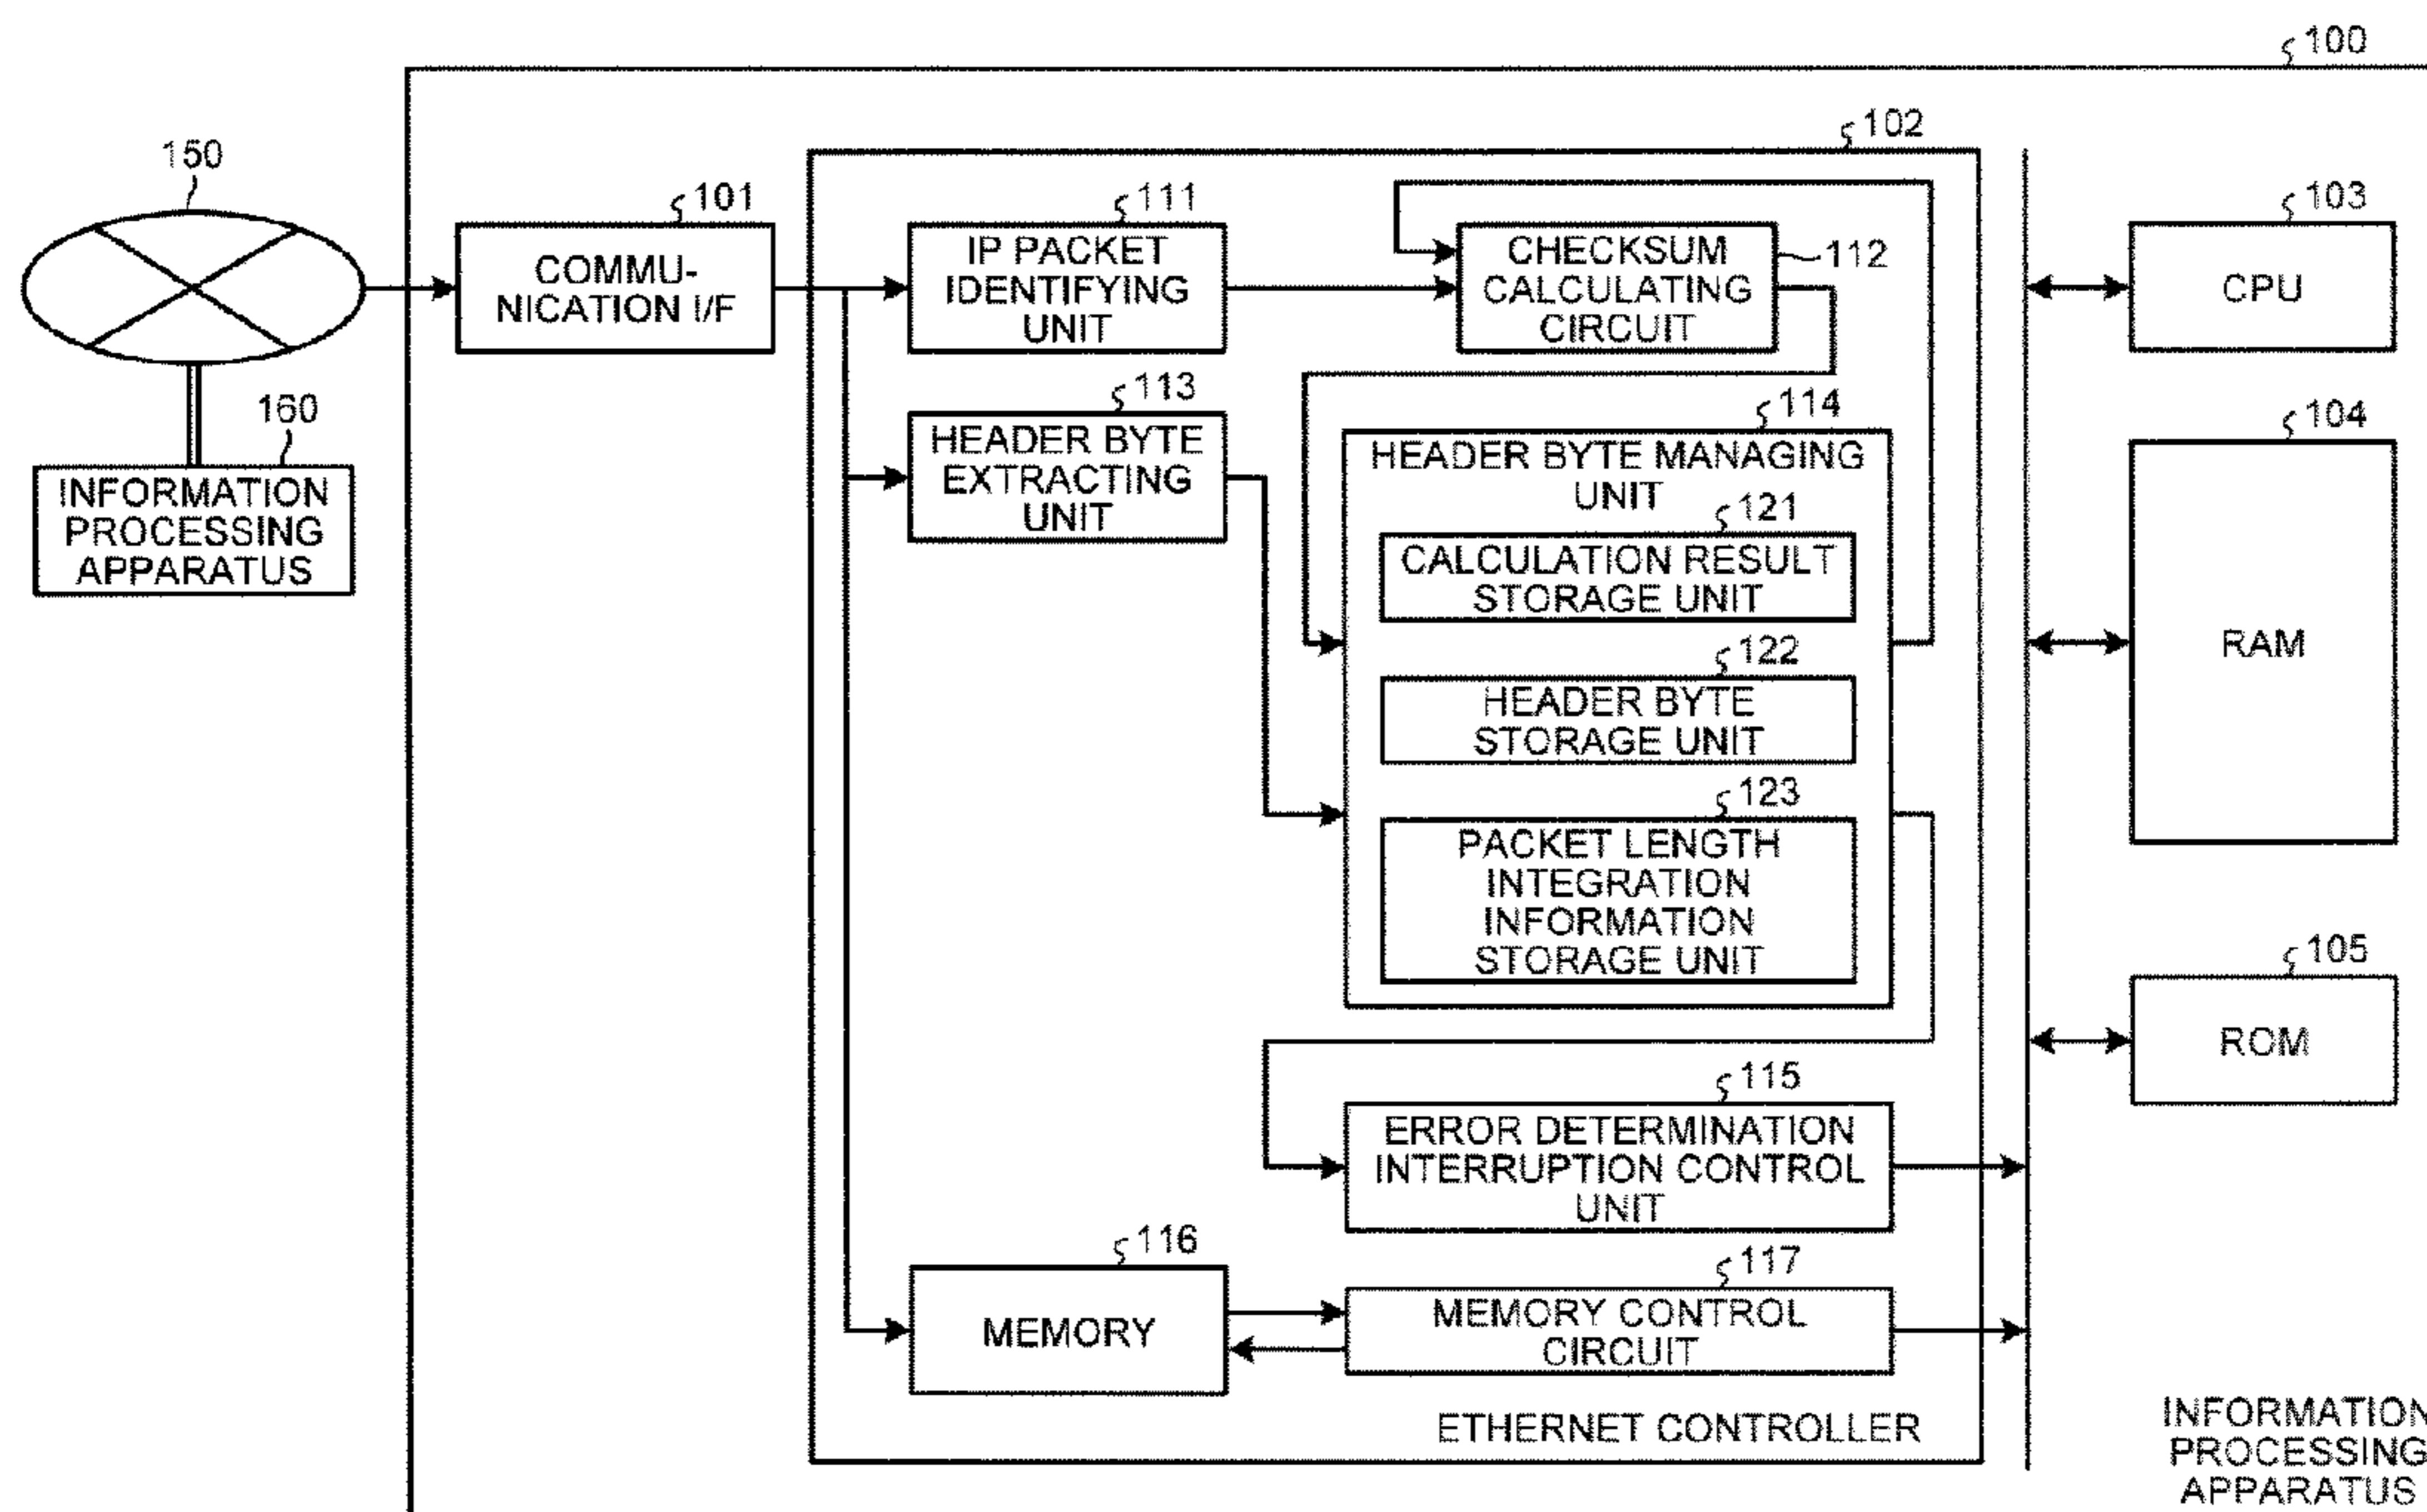 100
102
150
101
COMMU-
NICATION I/F
111
IP PACKET
IDENTIFYING
UNIT
CHECKSUM
CALCULATING
CIRCUIT
112
103
CPU
160
INFORMATION
PROCESSING
APPARATUS
113
HEADER BYTE
EXTRACTING
UNIT
114
HEADER BYTE MANAGING
UNIT
121
CALCULATION RESULT
STORAGE UNIT
122
HEADER BYTE
STORAGE UNIT
123
PACKET LENGTH
INTEGRATION
INFORMATION
STORAGE UNIT
104
RAM
105
ROM
115
ERROR DETERMINATION
INTERRUPTION CONTROL
UNIT
116
MEMORY
117
MEMORY CONTROL
CIRCUIT
ETHERNET CONTROLLER
INFORMATION
PROCESSING
APPARATUS